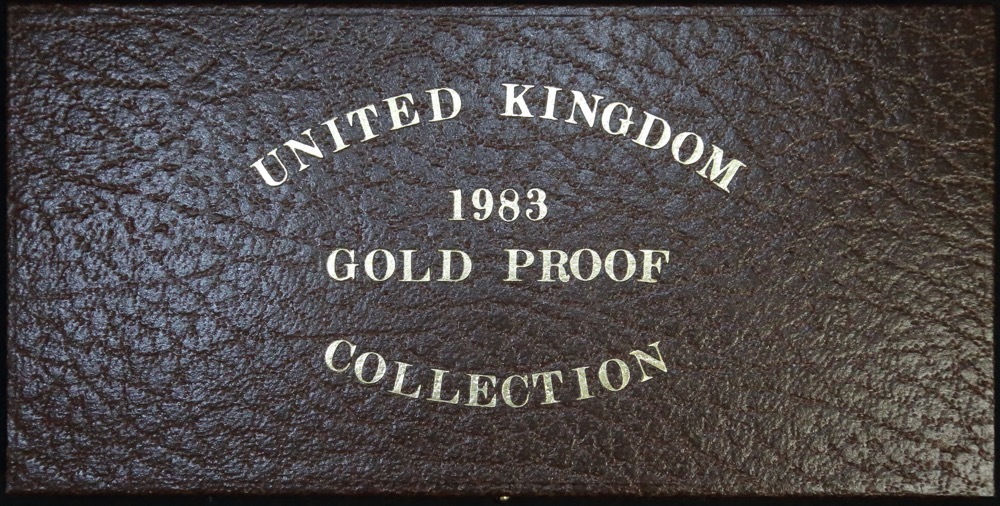 UNITED KINGDOM
1983
GOLD PROOF
COLLECTION